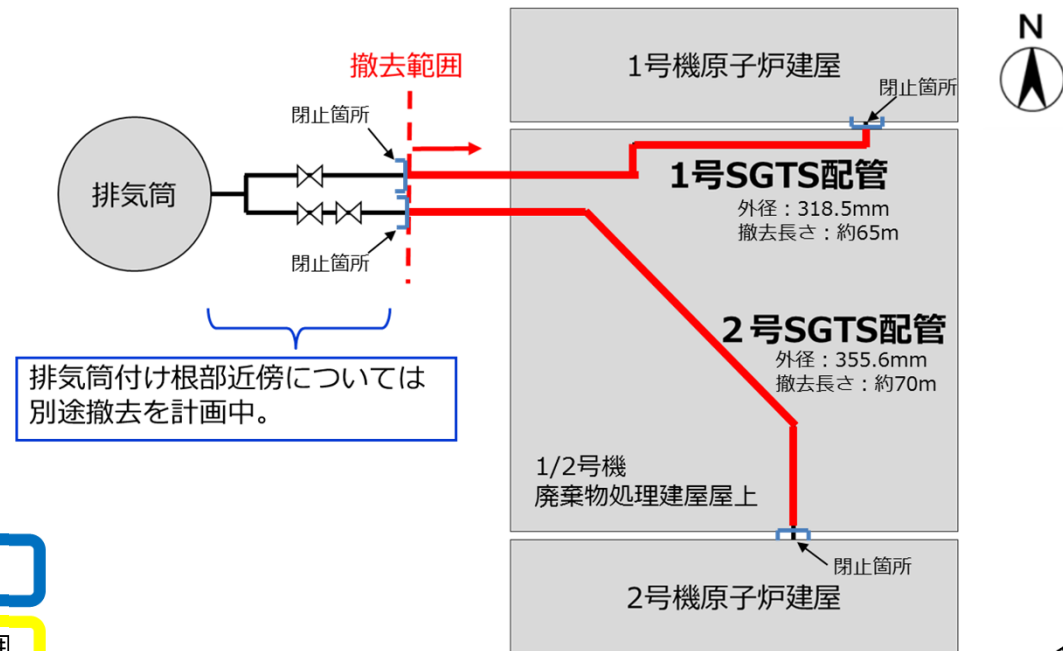 N
1号機原子炉建屋
撤去範囲
閉止箇所
閉止箇所
排気筒
1号SGTS配管
外径：318.5mm
撤去長さ：約65m
閉止箇所
2号SGTS配管
外径：355.6mm
撤去長さ：約70m
排気筒付け根部近傍については
別途撤去を計画中。
1/2号機
廃棄物処理建屋屋上
閉止箇所
2号機原子炉建屋